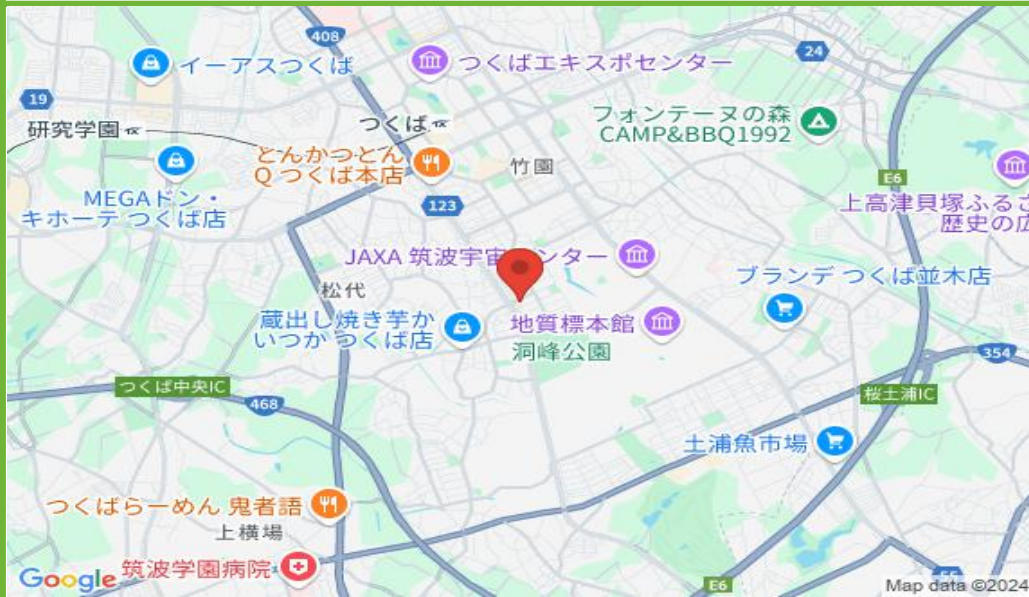 408
24
イーアスつくば
つくばエキスポセンター
19
研究学園
つくば
フォンテーヌの森
CAMP&BBQ1992
とんかつとん
Q つくば本店
竹園
E6
MEGAドン・
キホーテ つくば店
123
上高津貝塚ふるさ
歴史の広
JAXA 筑波宇宙
ンター
松代
ブランデ つくば並木店
蔵出し焼き芋か
いつか つくば店
地質標本館
洞峰公園
354
つくば中央IC
468
桜土浦IC
土浦魚市場
つくばらーめん 鬼者語
上横場
筑波学園病院
Google
E6
Map data ©2024